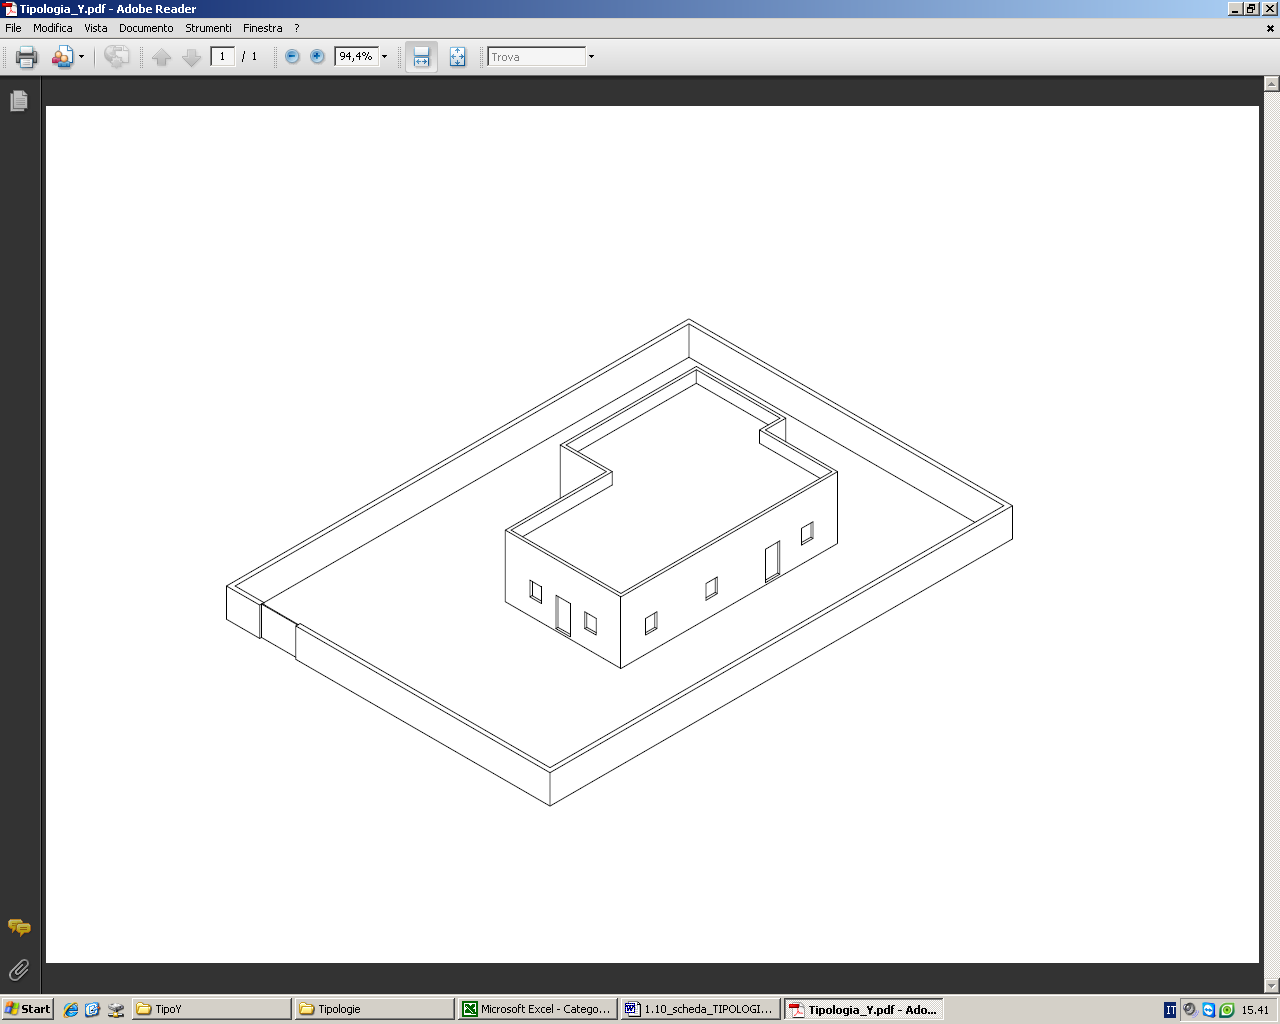 Tipologia_Y.pdf - Adobe Reader
File Modifica Vista Documento Strumenti Finestra ?
1 / 1 94,4% Trova
Start TipoY Tipologie Microsoft Excel - Catego... 1.10_scheda_TIPOLOGI... Tipologia_Y.pdf - Ado... IT 15.41